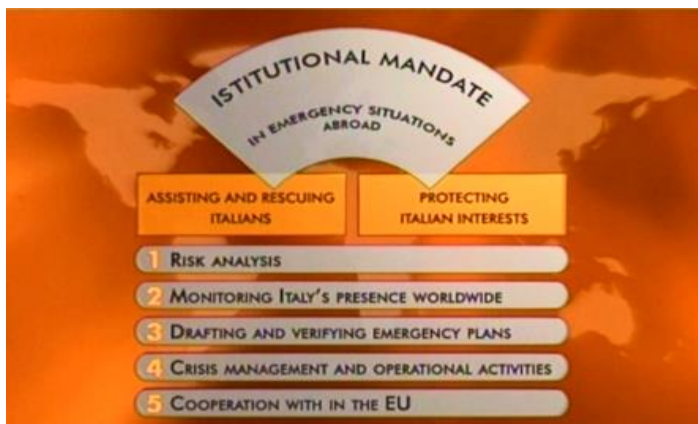 ISTITUTIONAL MANDATE
IN EMERGENCY SITUATIONS
ABROAD
ASSISTING AND RESCUING
ITALIANS
PROTECTING
ITALIAN INTERESTS
1 RISK ANALYSIS
2 MONITORING ITALY'S PRESENCE WORLDWIDE
3 DRAFTING AND VERIFYING EMERGENCY PLANS
4 CRISIS MANAGEMENT AND OPERATIONAL ACTIVITIES
5 COOPERATION WITH IN THE EU